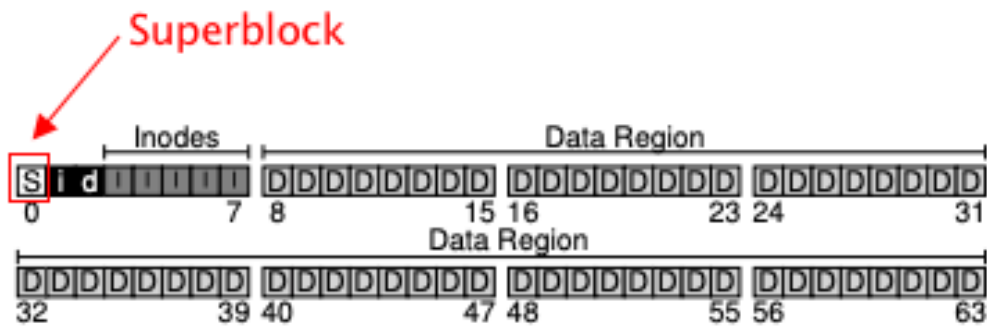 Superblock
Inodes Data Region
S i d I I I I I D D D D D D D D D D D D D D D D D D D D D D D D
0 7 8 15 16 23 24 31
Data Region
D D D D D D D D D D D D D D D D D D D D D D D D D D D D D D D D
32 39 40 47 48 55 56 63